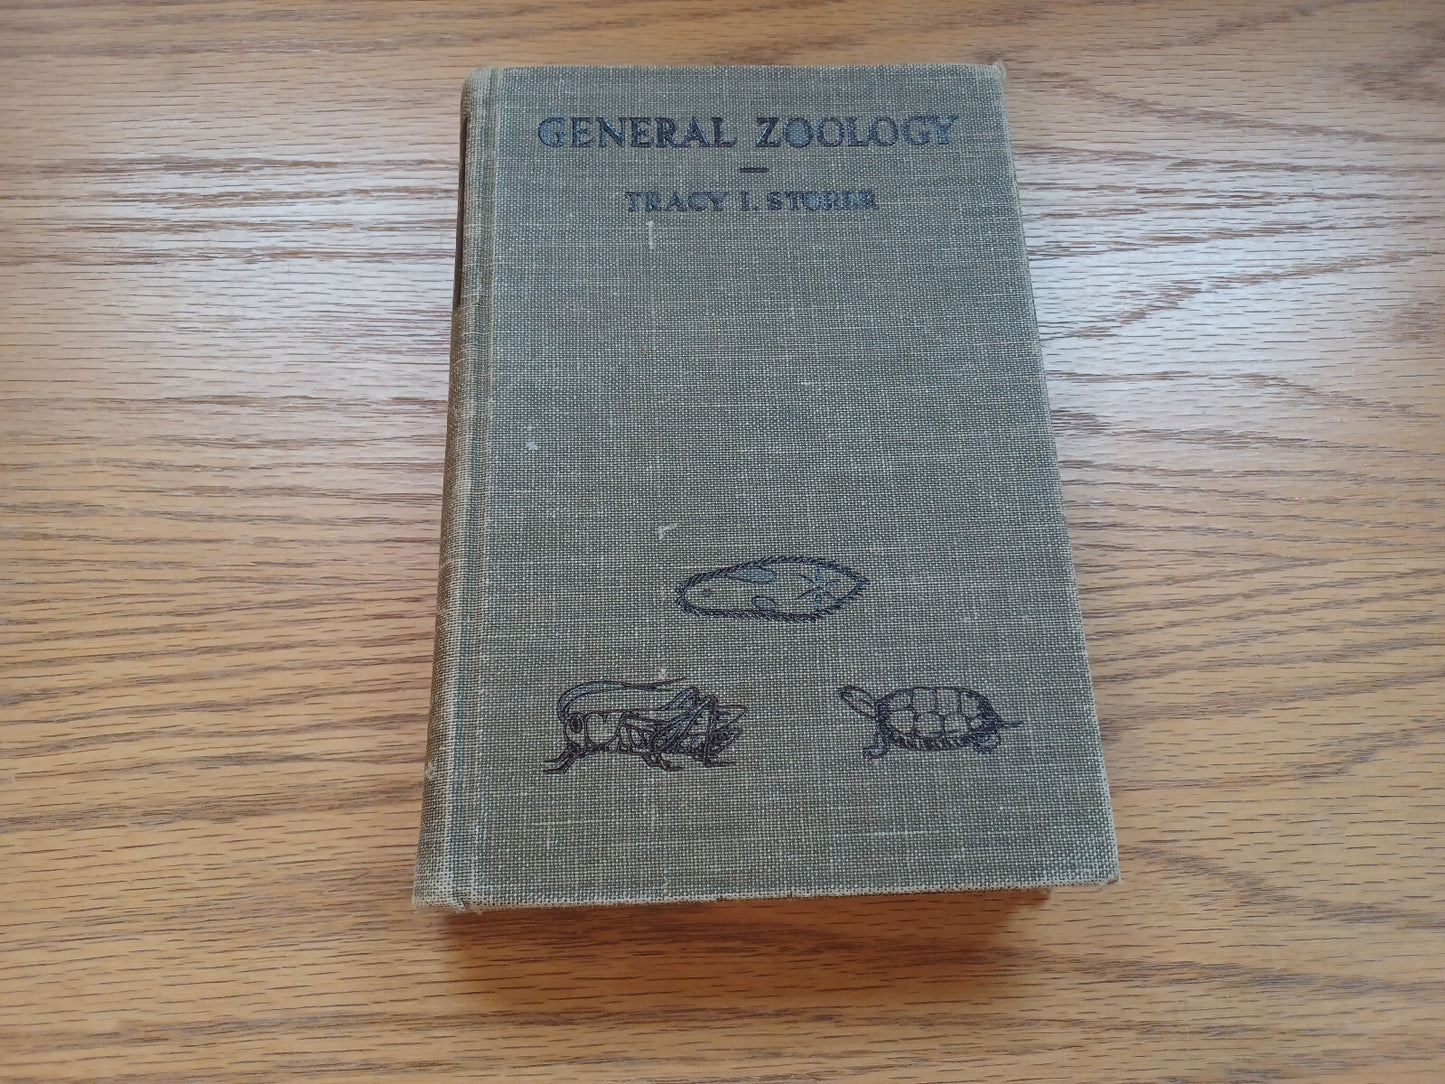 GENERAL ZOOLOGY
—
TRACY I. STORER